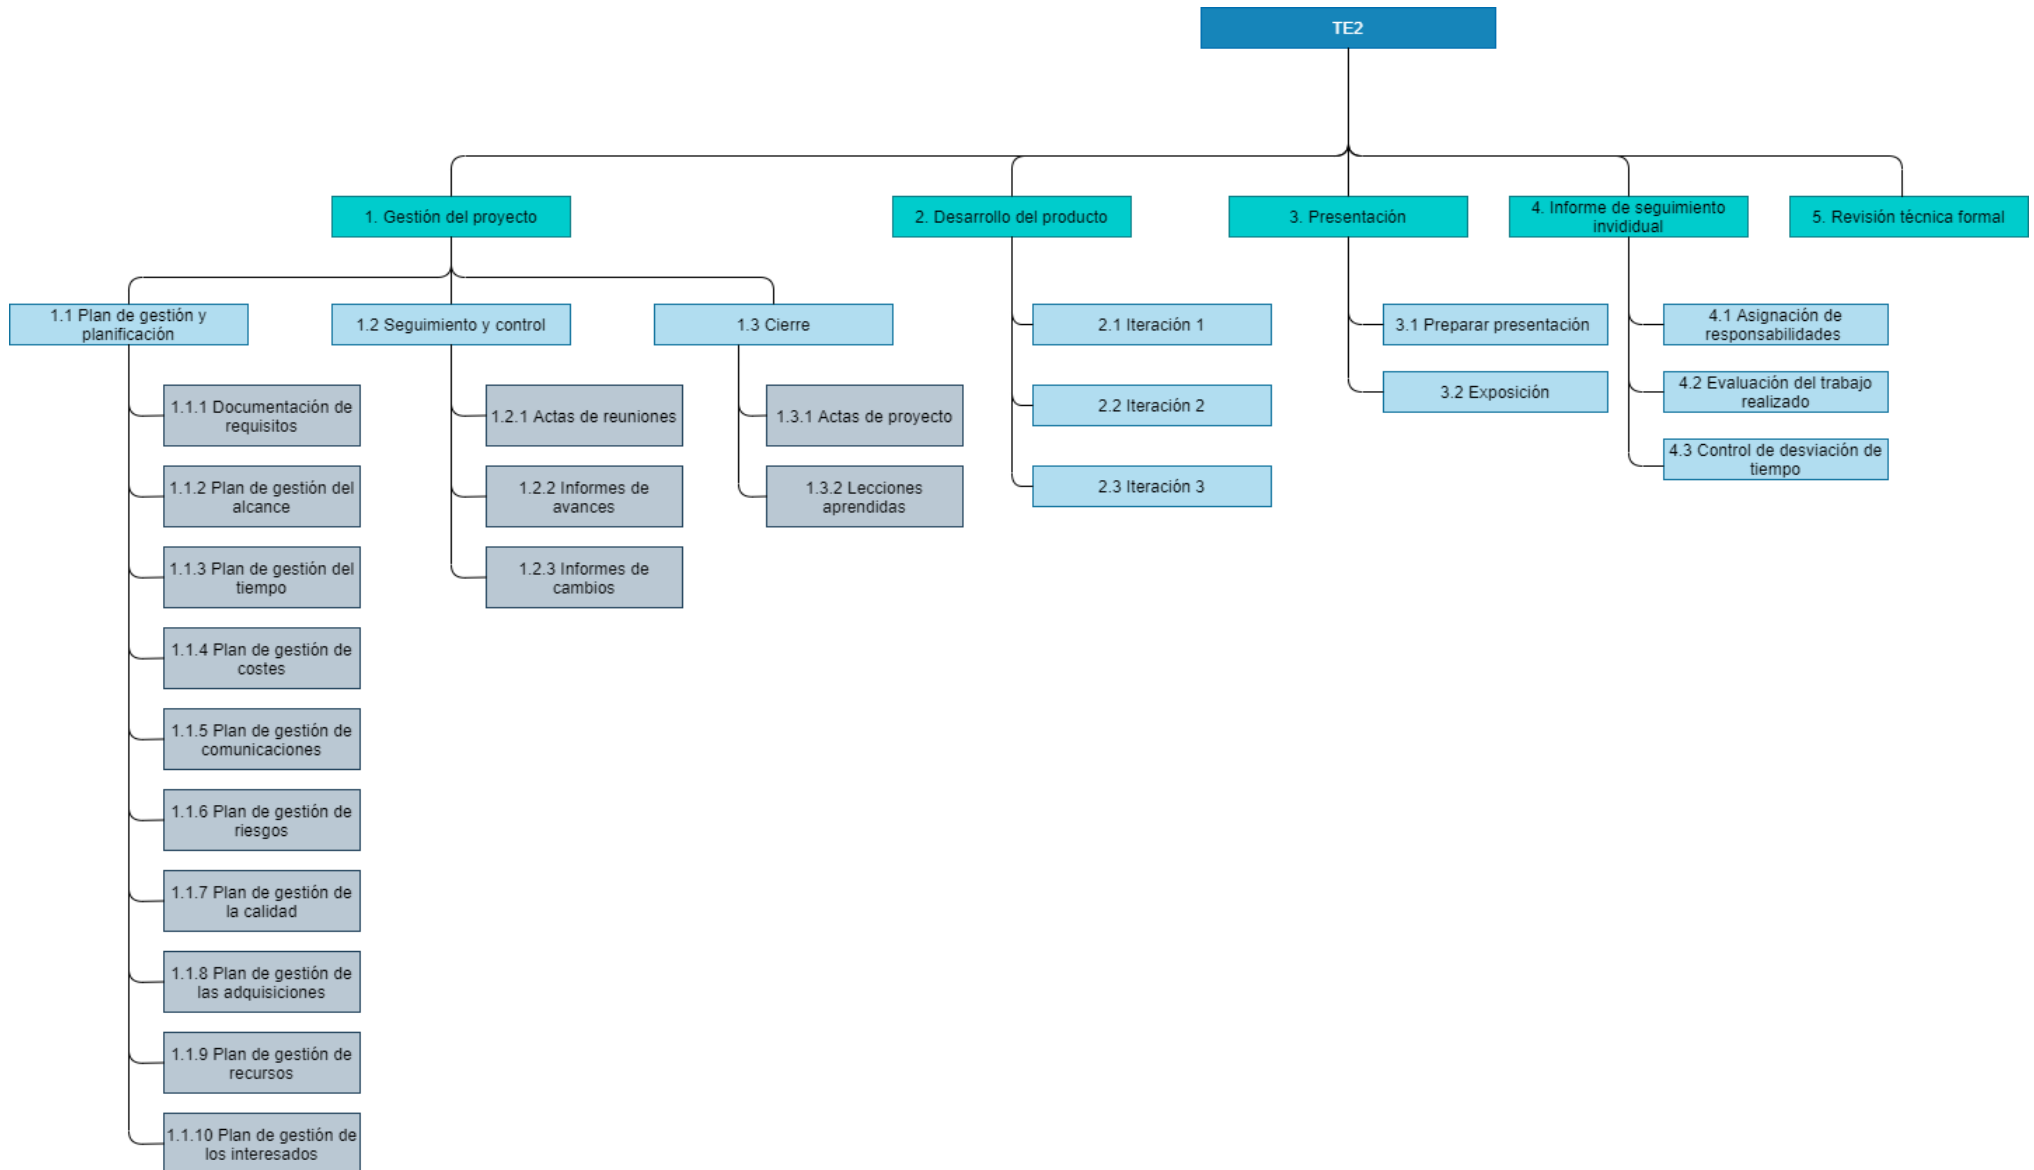 TE2
1. Gestión del proyecto
2. Desarrollo del producto
3. Presentación
4. Informe de seguimiento
invididual
5. Revisión técnica formal
1.1 Plan de gestión y
planificación
1.2 Seguimiento y control
1.3 Cierre
2.1 Iteración 1
3.1 Preparar presentación
4.1 Asignación de
responsabilidades
1.1.1 Documentación de
requisitos
1.2.1 Actas de reuniones
1.3.1 Actas de proyecto
2.2 Iteración 2
3.2 Exposición
4.2 Evaluación del trabajo
realizado
4.3 Control de desviación de
tiempo
1.1.2 Plan de gestión del
alcance
1.2.2 Informes de
avances
1.3.2 Lecciones
aprendidas
2.3 Iteración 3
1.1.3 Plan de gestión del
tiempo
1.2.3 Informes de
cambios
1.1.4 Plan de gestión de
costes
1.1.5 Plan de gestión de
comunicaciones
1.1.6 Plan de gestión de
riesgos
1.1.7 Plan de gestión de
la calidad
1.1.8 Plan de gestión de
las adquisiciones
1.1.9 Plan de gestión de
recursos
1.1.10 Plan de gestión de
los interesados